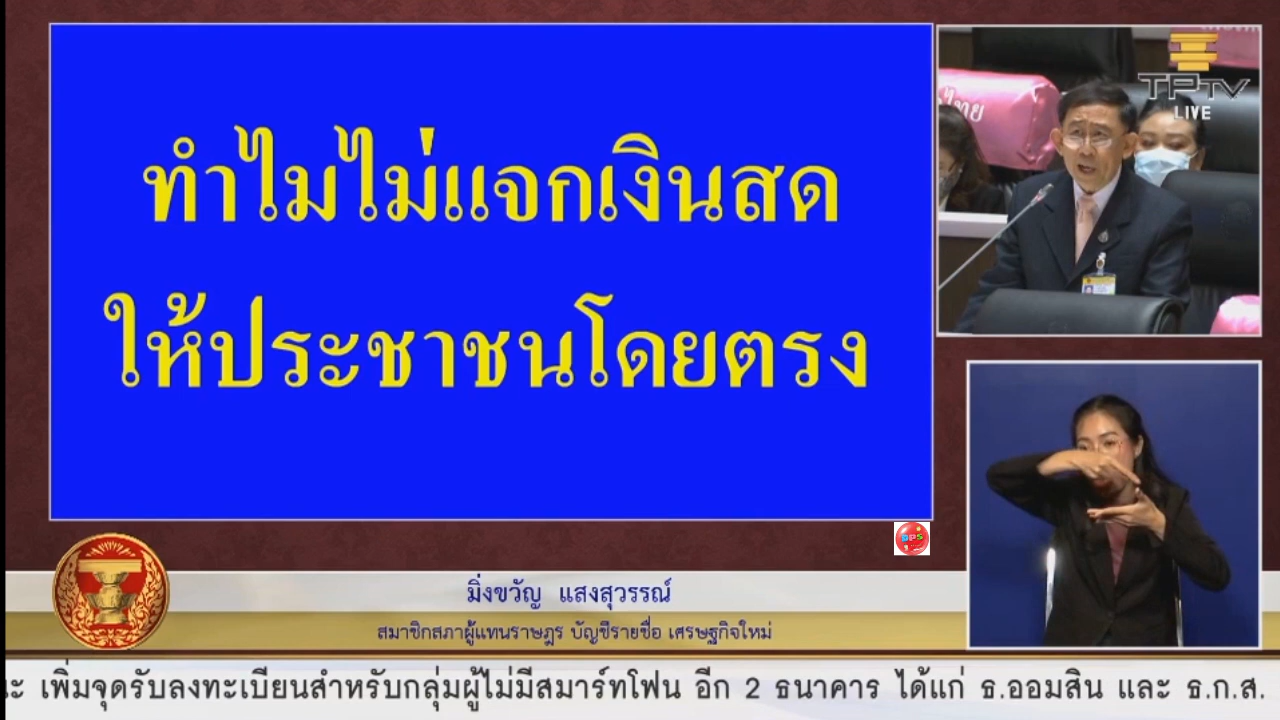 ทำไมไม่แจกเงินสด
ให้ประชาชนโดยตรง
ไทย
TPTV
LIVE
DPS
มิ่งขวัญ แสงสุวรรณ์
สมาชิกสภาผู้แทนราษฎร บัญชีรายชื่อ เศรษฐกิจใหม่
เพิ่มจุดรับลงทะเบียนสำหรับกลุ่มผู้ไม่มีสมาร์ทโฟน อีก 2 ธนาคาร ได้แก่ ธ.ออมสิน และ ธ.ก.ส.